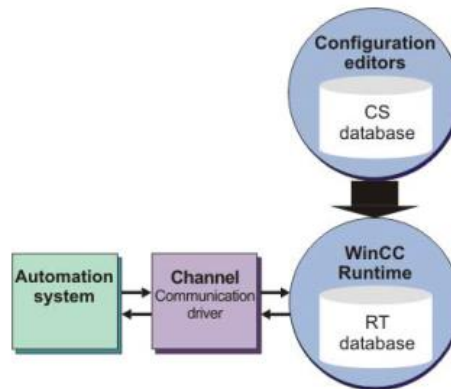 Configuration
editors
CS
database
WinCC
Runtime
RT
database
Automation
system
Channel
Communication
driver